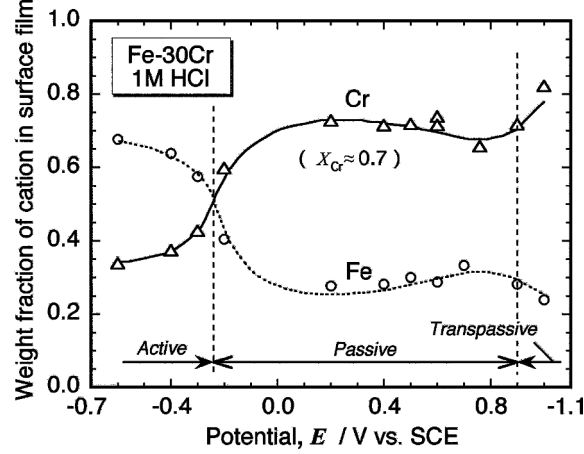 Weight fraction of cation in surface film
1.0
0.8
0.6
0.4
0.2
0.0
Fe-30Cr
1M HCl
Cr
( XCr≈0.7)
Fe
Active
Passive
Transpassive
-0.7 -0.4 0.0 0.4 0.8 -1.1
Potential, E / V vs. SCE